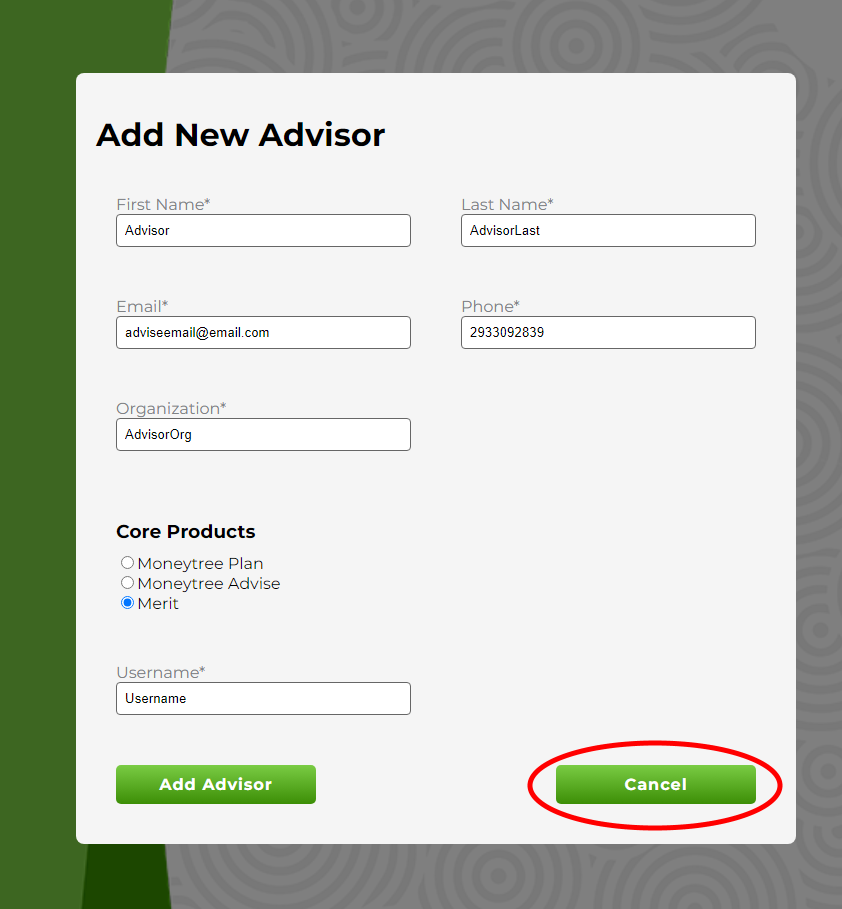 Add New Advisor
First Name* Last Name*
Advisor AdvisorLast
Email* Phone*
adviseemail@email.com 2933092839
Organization*
AdvisorOrg
Core Products
Moneytree Plan
Moneytree Advise
Merit
Username*
Username
Add Advisor Cancel